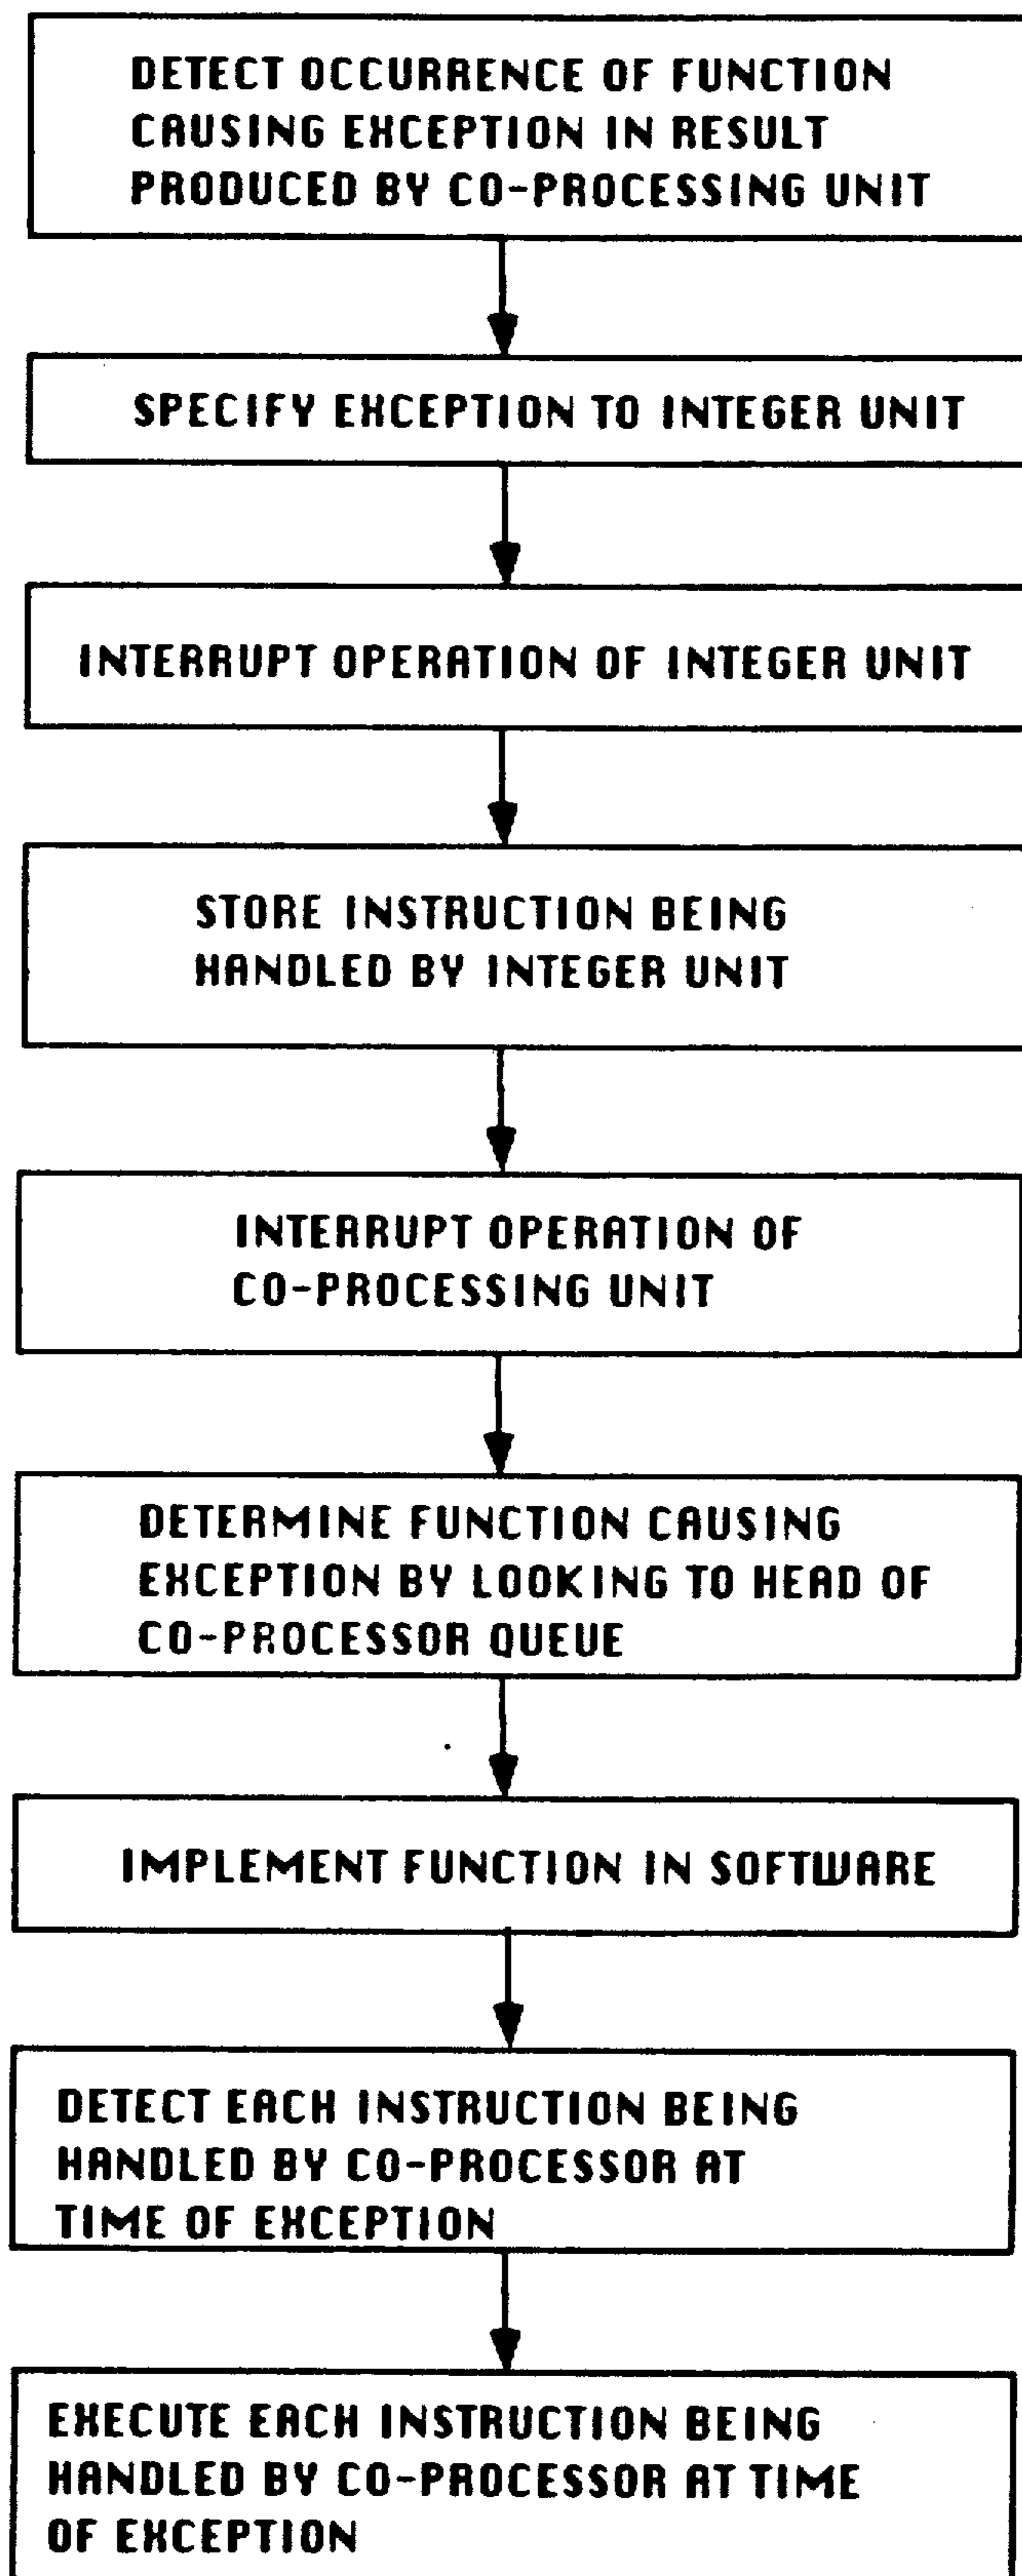 DETECT OCCURRENCE OF FUNCTION
CAUSING EXCEPTION IN RESULT
PRODUCED BY CO-PROCESSING UNIT
SPECIFY EXCEPTION TO INTEGER UNIT
INTERRUPT OPERATION OF INTEGER UNIT
STORE INSTRUCTION BEING
HANDLED BY INTEGER UNIT
INTERRUPT OPERATION OF
CO-PROCESSING UNIT
DETERMINE FUNCTION CAUSING
EXCEPTION BY LOOKING TO HEAD OF
CO-PROCESSOR QUEUE
IMPLEMENT FUNCTION IN SOFTWARE
DETECT EACH INSTRUCTION BEING
HANDLED BY CO-PROCESSOR AT
TIME OF EXCEPTION
EXECUTE EACH INSTRUCTION BEING
HANDLED BY CO-PROCESSOR AT TIME
OF EXCEPTION